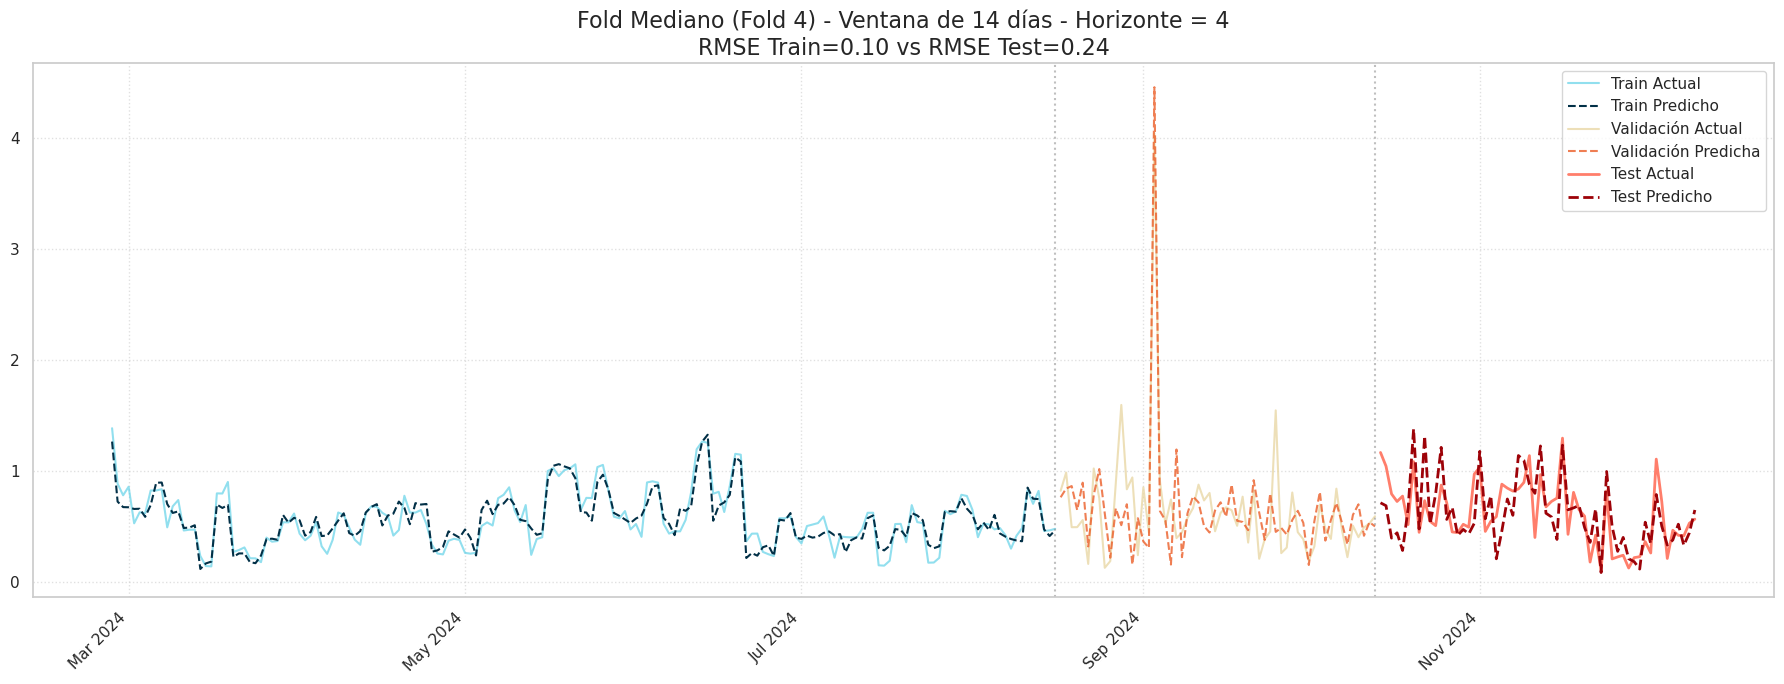 Fold Mediano (Fold 4) - Ventana de 14 días - Horizonte = 4
RMSE Train=0.10 vs RMSE Test=0.24
Train Actual
Train Predicho
Validación Actual
Validación Predicha
Test Actual
Test Predicho
4
3
2
1
0
Mar 2024
May 2024
Jul 2024
Sep 2024
Nov 2024